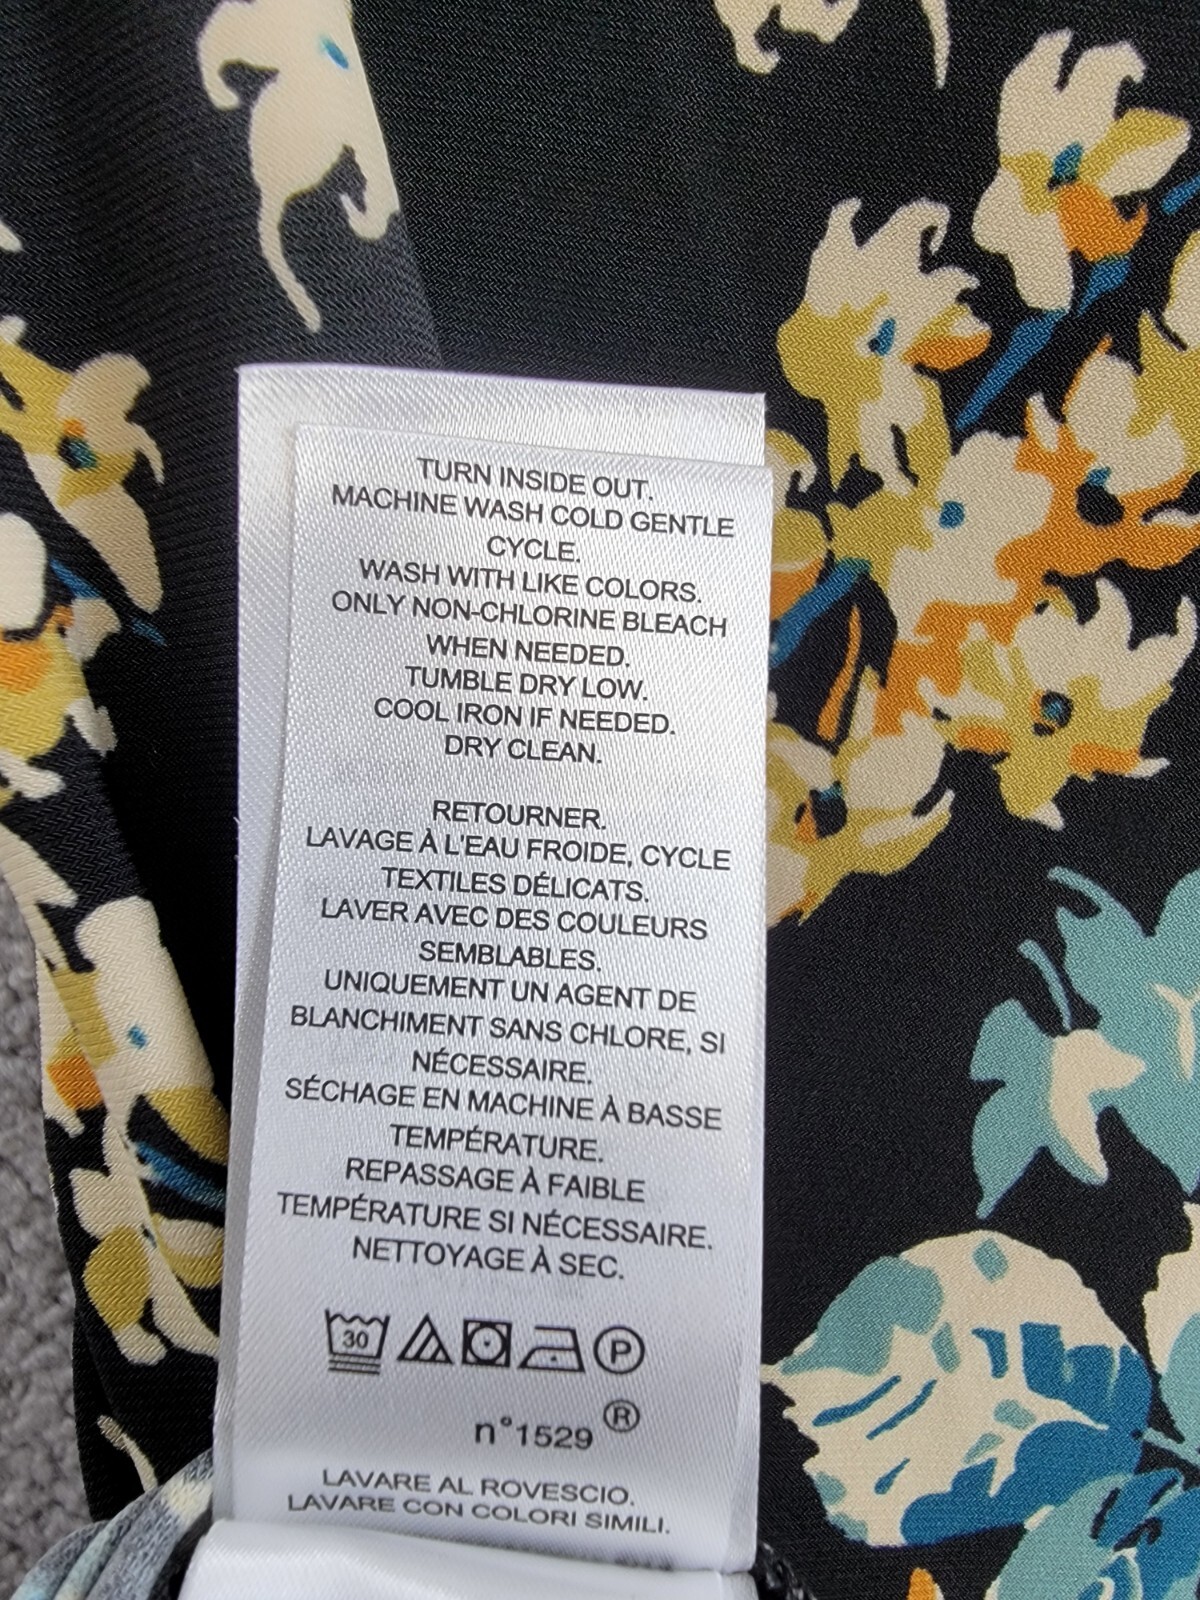 TURN INSIDE OUT.
MACHINE WASH COLD GENTLE
CYCLE.
WASH WITH LIKE COLORS.
ONLY NON-CHLORINE BLEACH
WHEN NEEDED.
TUMBLE DRY LOW.
COOL IRON IF NEEDED.
DRY CLEAN.
RETOURNER.
LAVAGE À L'EAU FROIDE, CYCLE
TEXTILES DÉLICATS.
LAVER AVEC DES COULEURS
SEMBLABLES.
UNIQUEMENT UN AGENT DE
BLANCHIMENT SANS CHLORE, SI
NÉCESSAIRE.
SÉCHAGE EN MACHINE À BASSE
TEMPÉRATURE.
REPASSAGE À FAIBLE
TEMPÉRATURE SI NÉCESSAIRE.
NETTOYAGE À SEC.
30 P
n°1529 ®
LAVARE AL ROVESCIO.
LAVARE CON COLORI SIMILI.